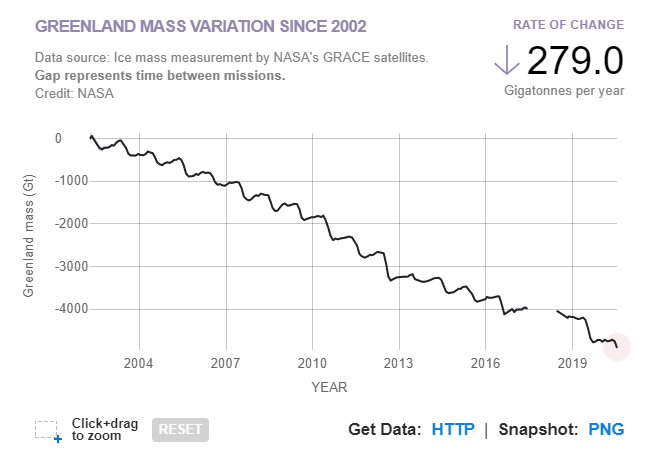 GREENLAND MASS VARIATION SINCE 2002
RATE OF CHANGE
Data source: Ice mass measurement by NASA's GRACE satellites.
Gap represents time between missions.
Credit: NASA
279.0
Gigatonnes per year
0
-1000
-2000
-3000
-4000
Greenland mass (Gt)
2004 2007 2010 2013 2016 2019
YEAR
Click+drag
to zoom
RESET
Get Data: HTTP | Snapshot: PNG